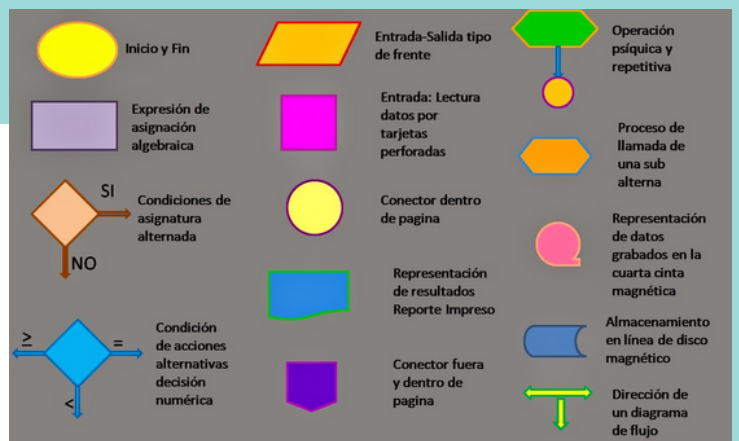 Inicio y Fin
Expresión de
asignación
algebraica
SI
Condiciones de
asignatura
alternada
NO
≥
=
<
Condición
de acciones
alternativas
decisión
numérica
Entrada-Salida tipo
de frente
Entrada: Lectura
datos por
tarjetas
perforadas
Conector dentro
de pagina
Representación
de resultados
Reporte Impreso
Conector fuera
y dentro de
pagina
Operación
psíquica y
repetitiva
Proceso de
llamada de
una sub
alterna
Representación
de datos
grabados en la
cuarta cinta
magnética
Almacenamiento
en línea de disco
magnético
Dirección de
un diagrama
de flujo